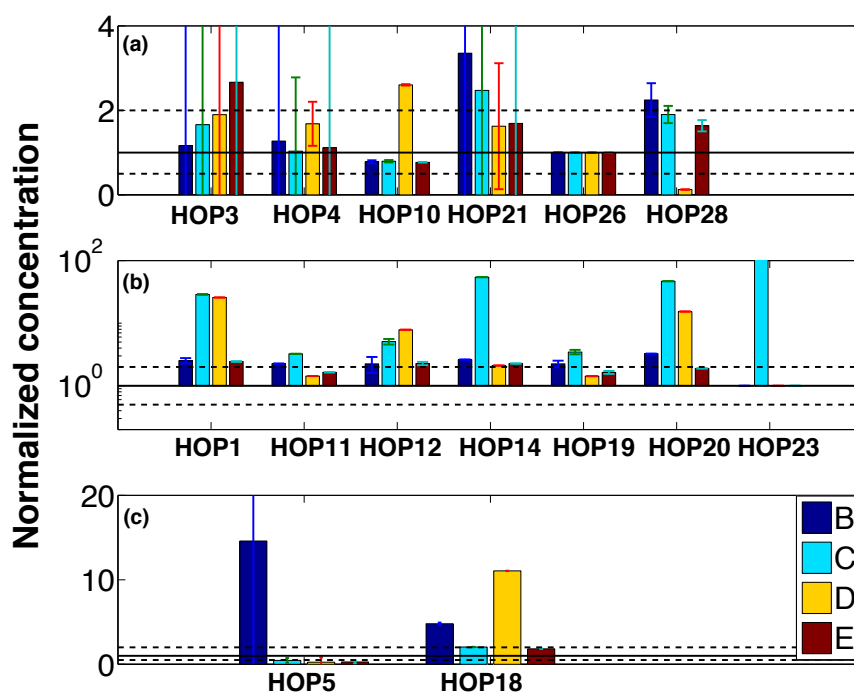 Normalized concentration
(a)
4
2
1
0
HOP3 HOP4 HOP10 HOP21 HOP26 HOP28
(b)
10^2
10^0
HOP1 HOP11 HOP12 HOP14 HOP19 HOP20 HOP23
(c)
20
10
0
HOP5 HOP18
B
C
D
E